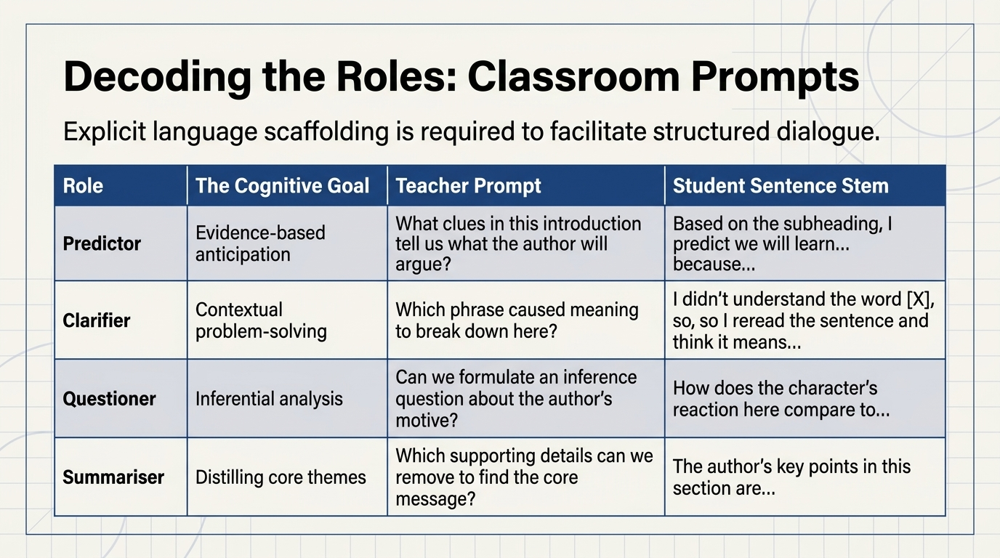 Decoding the Roles: Classroom Prompts
Explicit language scaffolding is required to facilitate structured dialogue.
Role
The Cognitive Goal
Teacher Prompt
Student Sentence Stem
Predictor
Evidence-based
anticipation
What clues in this introduction
tell us what the author will
argue?
Based on the subheading, I
predict we will learn...
because...
Clarifier
Contextual
problem-solving
Which phrase caused meaning
to break down here?
I didn’t understand the word [X],
so, so I reread the sentence and
think it means...
Questioner
Inferential analysis
Can we formulate an inference
question about the author’s
motive?
How does the character’s
reaction here compare to...
Summariser
Distilling core themes
Which supporting details can we
remove to find the core
message?
The author’s key points in this
section are...